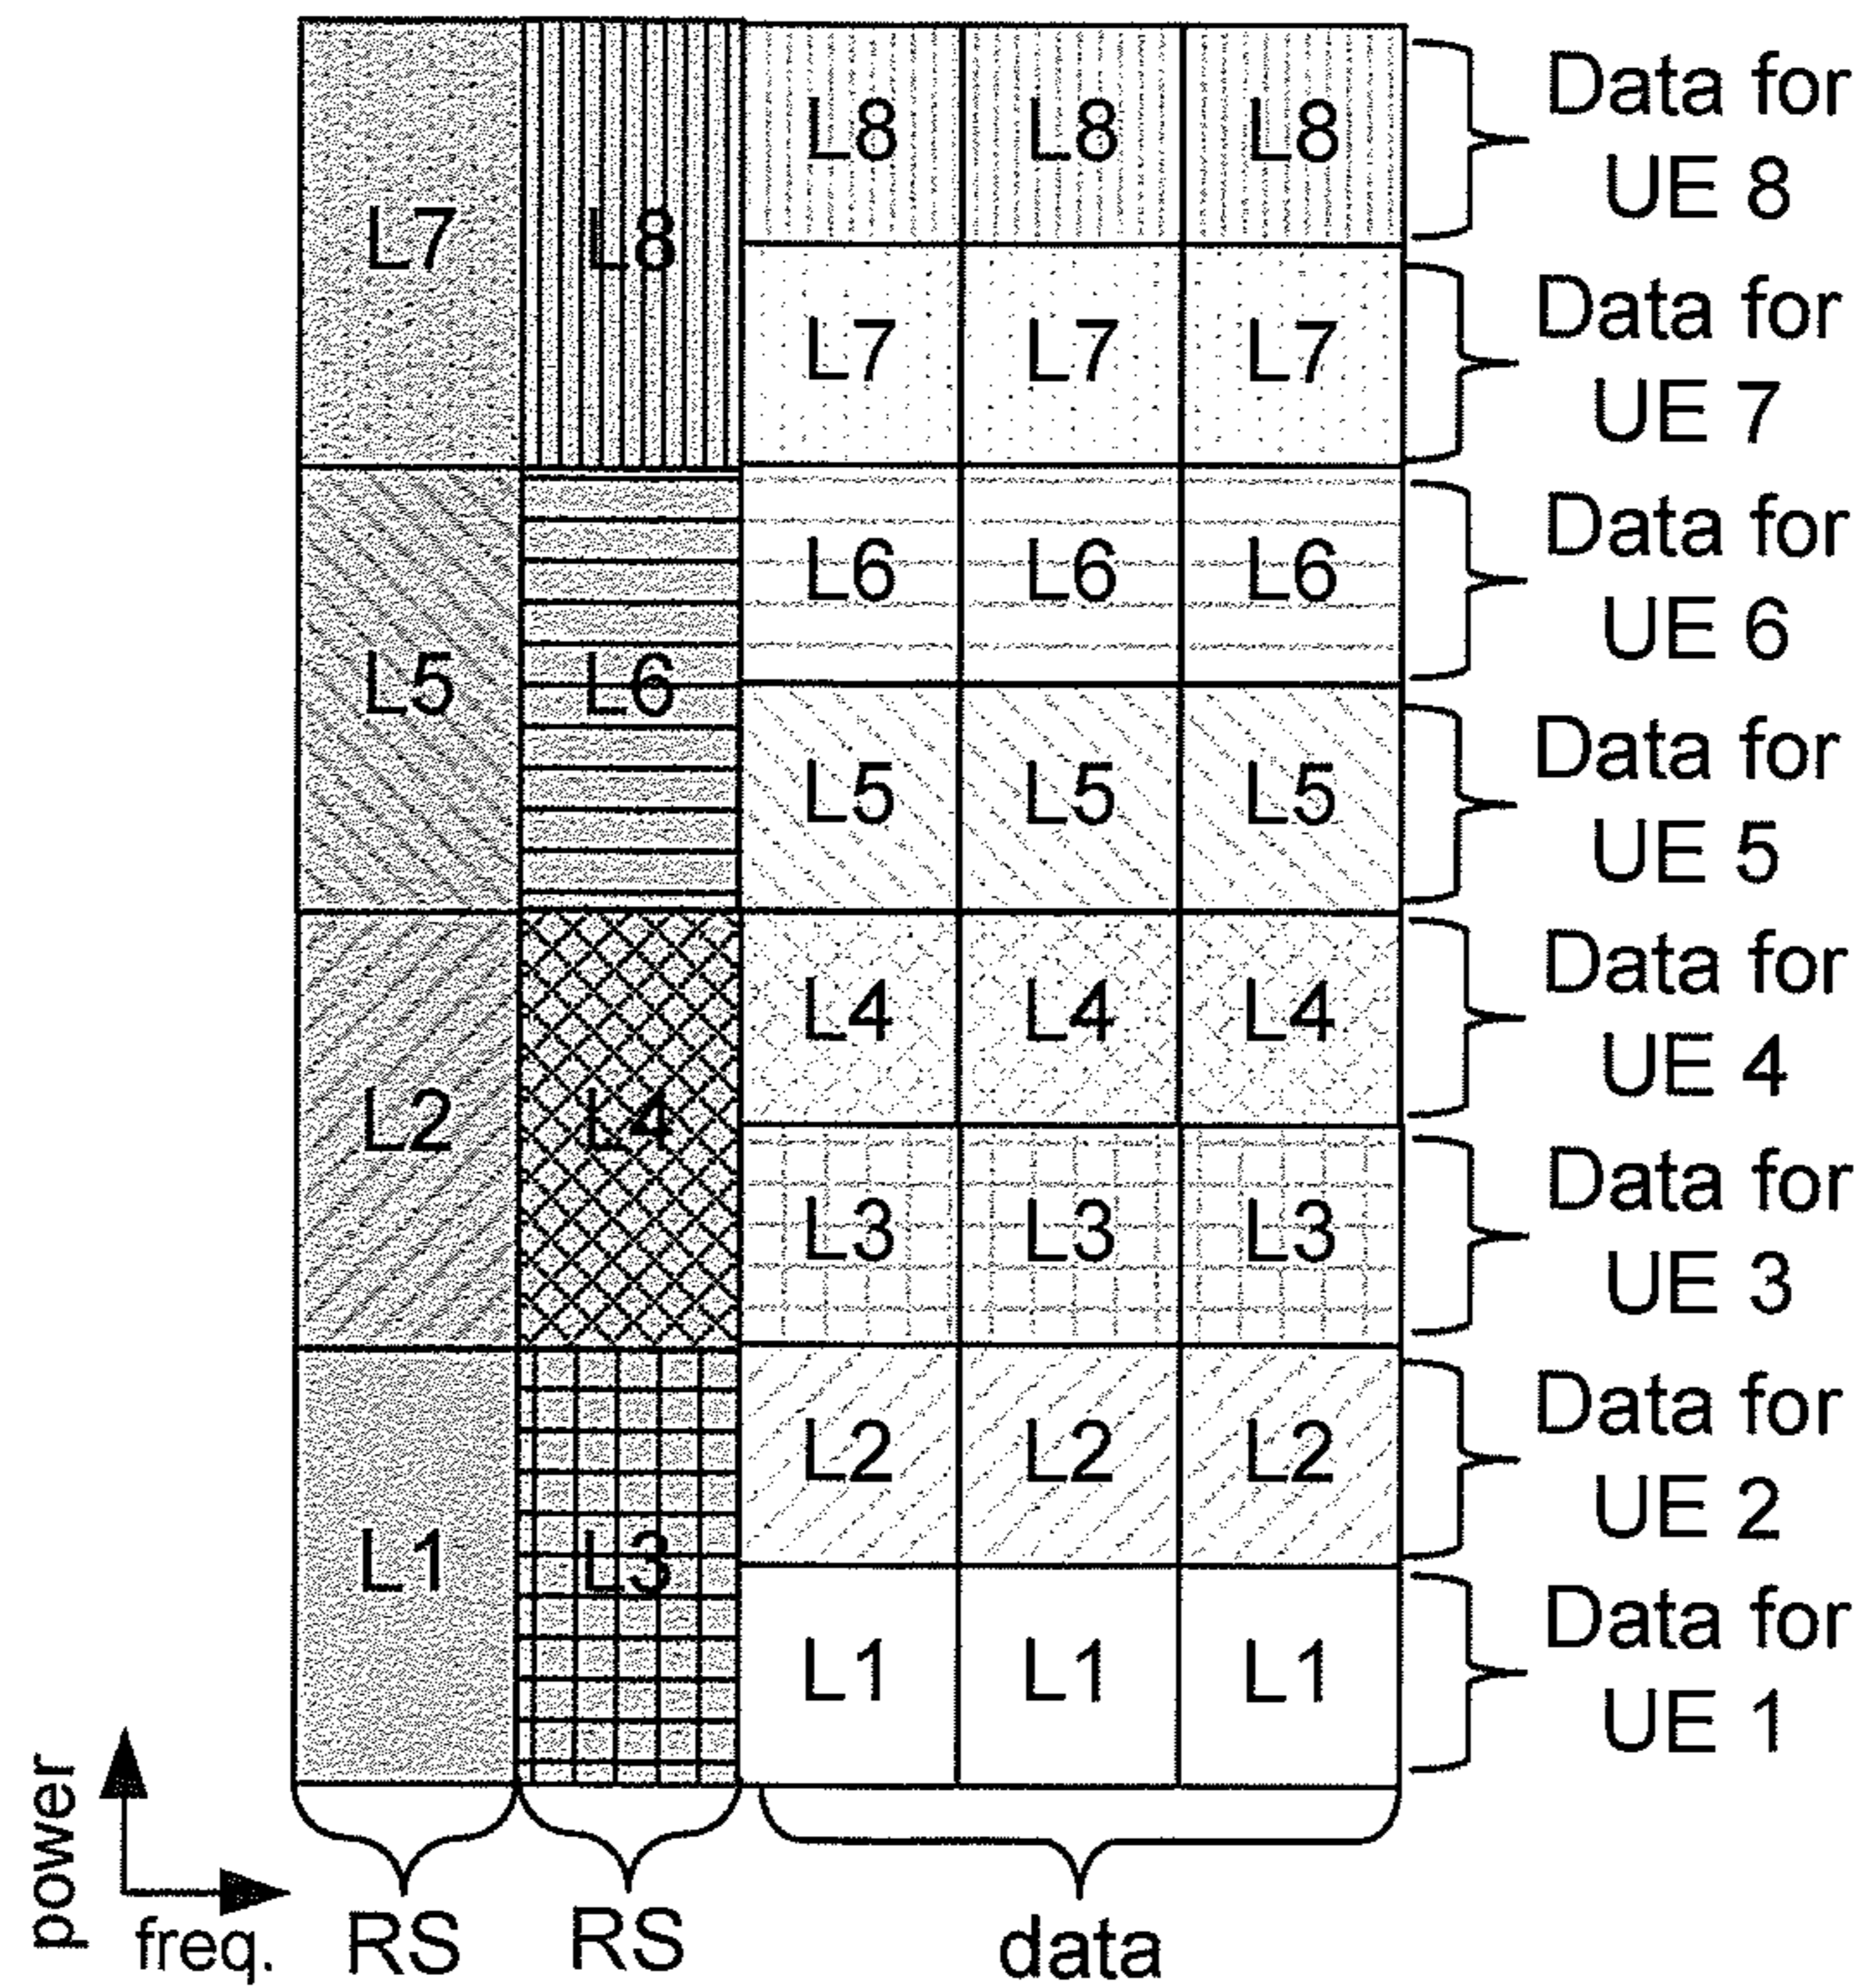 L8 L8 L8 Data for
UE 8
L7 L8
L7 L7 L7 Data for
UE 7
L6 L6 L6 Data for
UE 6
L5 L6
L5 L5 L5 Data for
UE 5
L4 L4 L4 Data for
UE 4
L2 L4
L3 L3 L3 Data for
UE 3
L2 L2 L2 Data for
UE 2
L1 L3
L1 L1 L1 Data for
UE 1
power
freq.
RS RS data